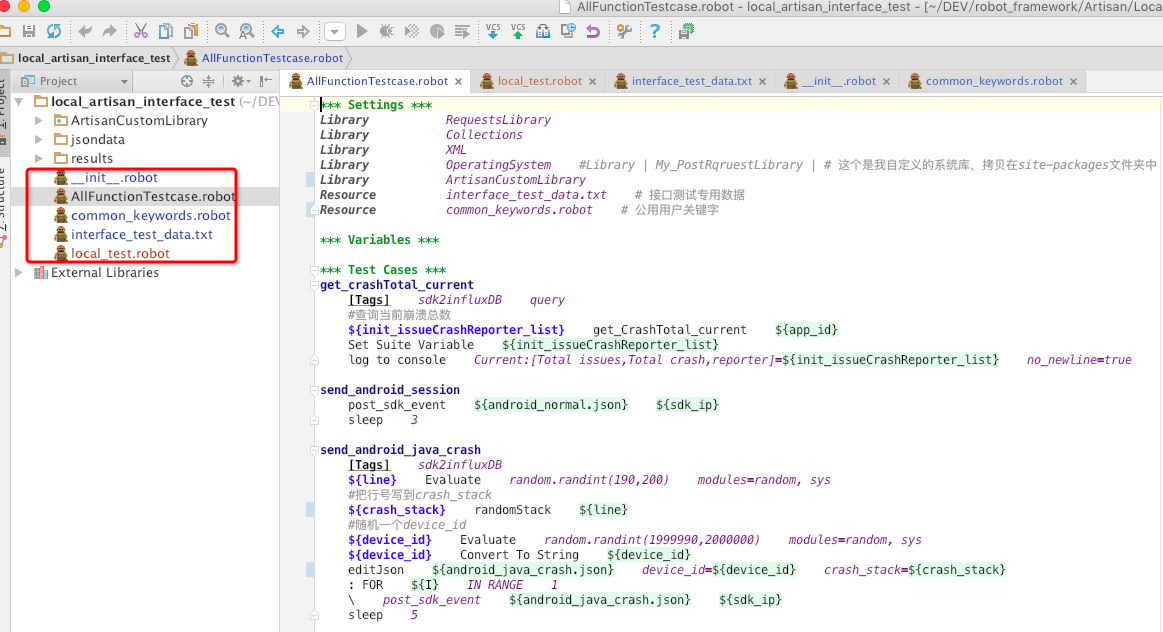 AllFunctionTestcase.robot - local_artisan_interface_test - [~/DEV/robot_framework/Artisan/Loca
VCS VCS
local_artisan_interface_test AllFunctionTestcase.robot
Project
AllFunctionTestcase.robot local_test.robot interface_test_data.txt __init__.robot common_keywords.robot
local_artisan_interface_test (~/DEV
ArtisanCustomLibrary
jsondata
results
__init__.robot
AllFunctionTestcase.robot
common_keywords.robot
interface_test_data.txt
local_test.robot
External Libraries
*** Settings ***
Library RequestsLibrary
Library Collections
Library XML
Library OperatingSystem #Library | My_PostRqruestLibrary | # 这个是我自定义的系统库，拷贝在site-packages文件夹中
Library ArtisanCustomLibrary
Resource interface_test_data.txt # 接口测试专用数据
Resource common_keywords.robot # 公用用户关键字
*** Variables ***
*** Test Cases ***
get_crashTotal_current
[Tags] sdk2influxDB query
#查询当前崩溃总数
${init_issueCrashReporter_list} get_CrashTotal_current ${app_id}
Set Suite Variable ${init_issueCrashReporter_list}
log to console Current:[Total issues,Total crash,reporter]=${init_issueCrashReporter_list} no_newline=true
send_android_session
post_sdk_event ${android_normal.json} ${sdk_ip}
sleep 3
send_android_java_crash
[Tags] sdk2influxDB
${line} Evaluate random.randint(190,200) modules=random, sys
#把行号写到crash_stack
${crash_stack} randomStack ${line}
#随机一个device_id
${device_id} Evaluate random.randint(1999990,2000000) modules=random, sys
${device_id} Convert To String ${device_id}
editJson ${android_java_crash.json} device_id=${device_id} crash_stack=${crash_stack}
: FOR ${I} IN RANGE 1
\ post_sdk_event ${android_java_crash.json} ${sdk_ip}
sleep 5